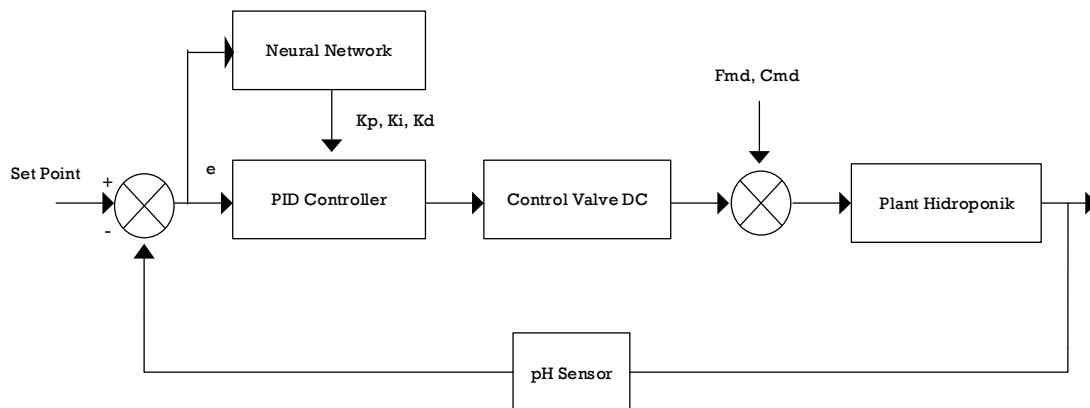 Neural Network
Fmd, Cmd
Kp, Ki, Kd
Set Point
+
e
PID Controller
Control Valve DC
Plant Hidroponik
-
pH Sensor